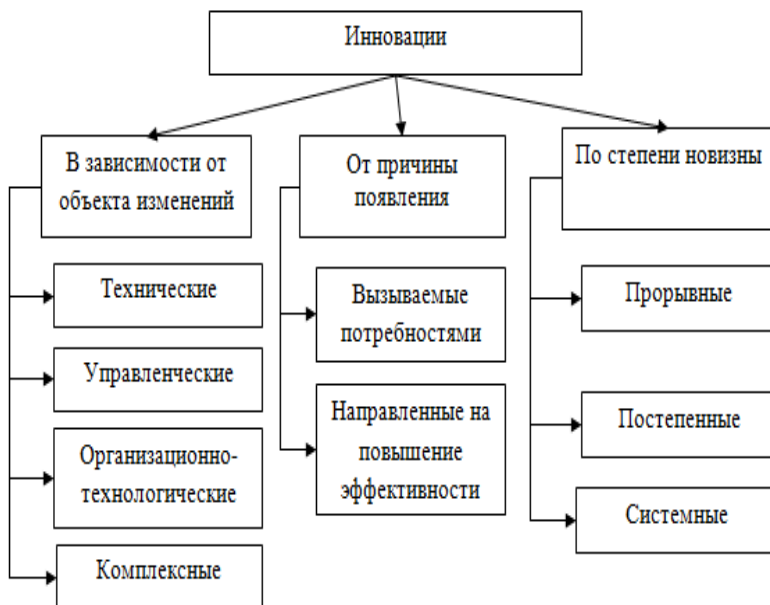 Инновации
В зависимости от
объекта изменений
Технические
Управленческие
Организационно-
технологические
Комплексные
От причины
появления
Вызываемые
потребностями
Направленные на
повышение
эффективности
По степени новизны
Прорывные
Постепенные
Системные